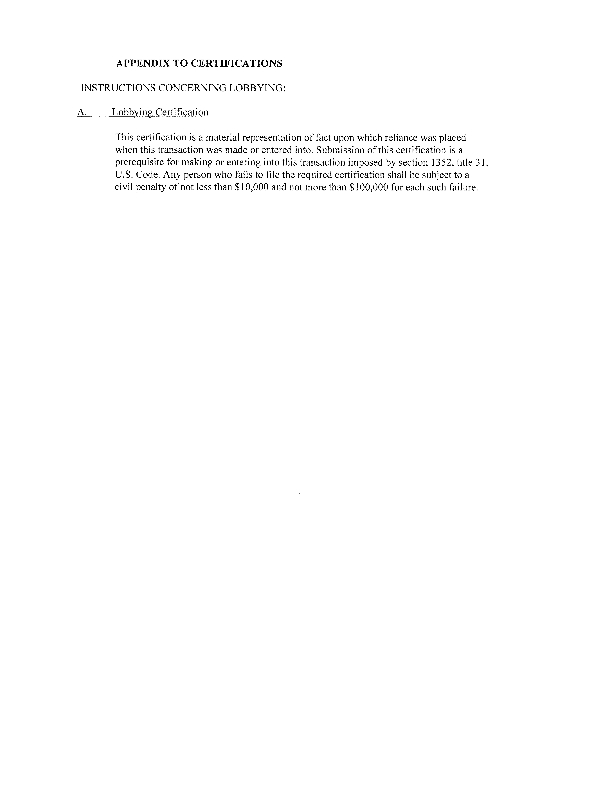 APPENDIX TO CERTIFICATIONS
INSTRUCTIONS CONCERNING LOBBYING:
A. Lobbying Certification
This certification is a material representation of fact upon which reliance was placed
when this transaction was made or entered into. Submission of this certification is a
prerequisite for making or entering into this transaction imposed by section 1352, title 31,
U.S. Code. Any person who fails to file the required certification shall be subject to a
civil penalty of not less than $10,000 and not more than $100,000 for each such failure.